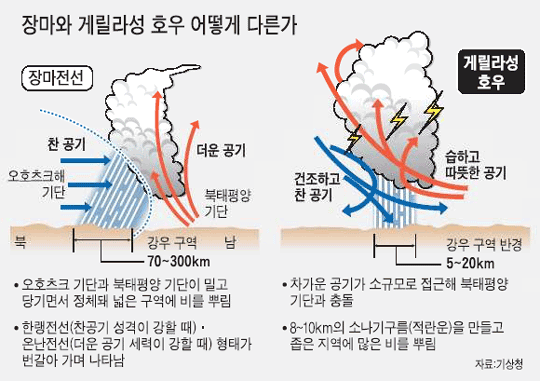 장마와 게릴라성 호우 어떻게 다른가
장마전선
찬 공기
오호츠크해
기단
더운 공기
북태평양
기단
북
강우 구역
남
70~300km
• 오호츠크 기단과 북태평양 기단이 밀고
당기면서 정체돼 넓은 구역에 비를 뿌림
• 한랭전선(찬공기 성격이 강할 때)·
온난전선(더운 공기 세력이 강할 때) 형태가
번갈아 가며 나타남
게릴라성
호우
습하고
따뜻한 공기
건조하고
찬 공기
강우 구역 반경
5~20km
• 차가운 공기가 소규모로 접근해 북태평양
기단과 충돌
• 8~10km의 소나기구름(적란운)을 만들고
좁은 지역에 많은 비를 뿌림
자료:기상청